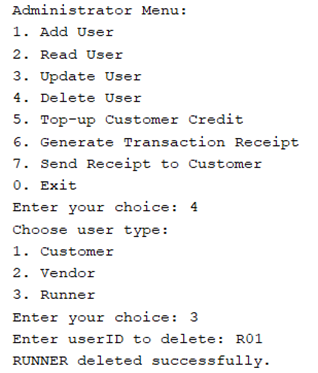 Administrator Menu:
1. Add User
2. Read User
3. Update User
4. Delete User
5. Top-up Customer Credit
6. Generate Transaction Receipt
7. Send Receipt to Customer
0. Exit
Enter your choice: 4
Choose user type:
1. Customer
2. Vendor
3. Runner
Enter your choice: 3
Enter userID to delete: R01
RUNNER deleted successfully.